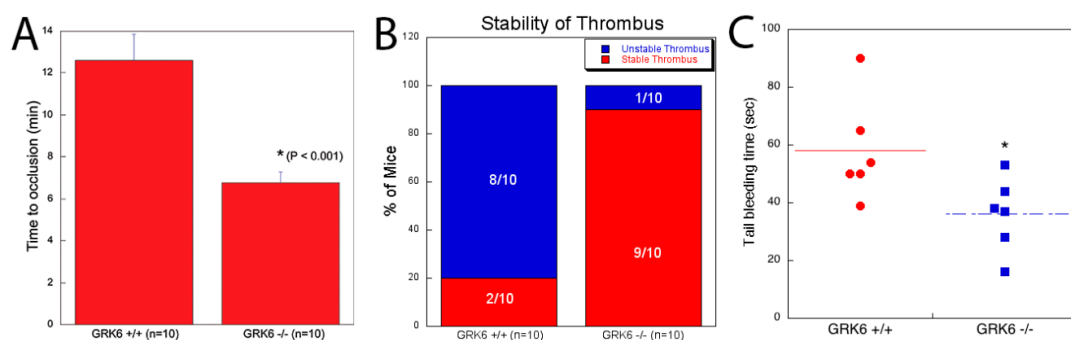 A
Time to occlusion (min)
14
12
10
8
6
4
2
0
* (P < 0.001)
GRK6 +/+ (n=10)
GRK6 -/- (n=10)
B
Stability of Thrombus
% of Mice
120
100
80
60
40
20
0
Unstable Thrombus
Stable Thrombus
8/10
2/10
1/10
9/10
GRK6 +/+ (n=10)
GRK6 -/- (n=10)
C
Tail bleeding time (sec)
100
80
60
40
20
0
*
GRK6 +/+
GRK6 -/-